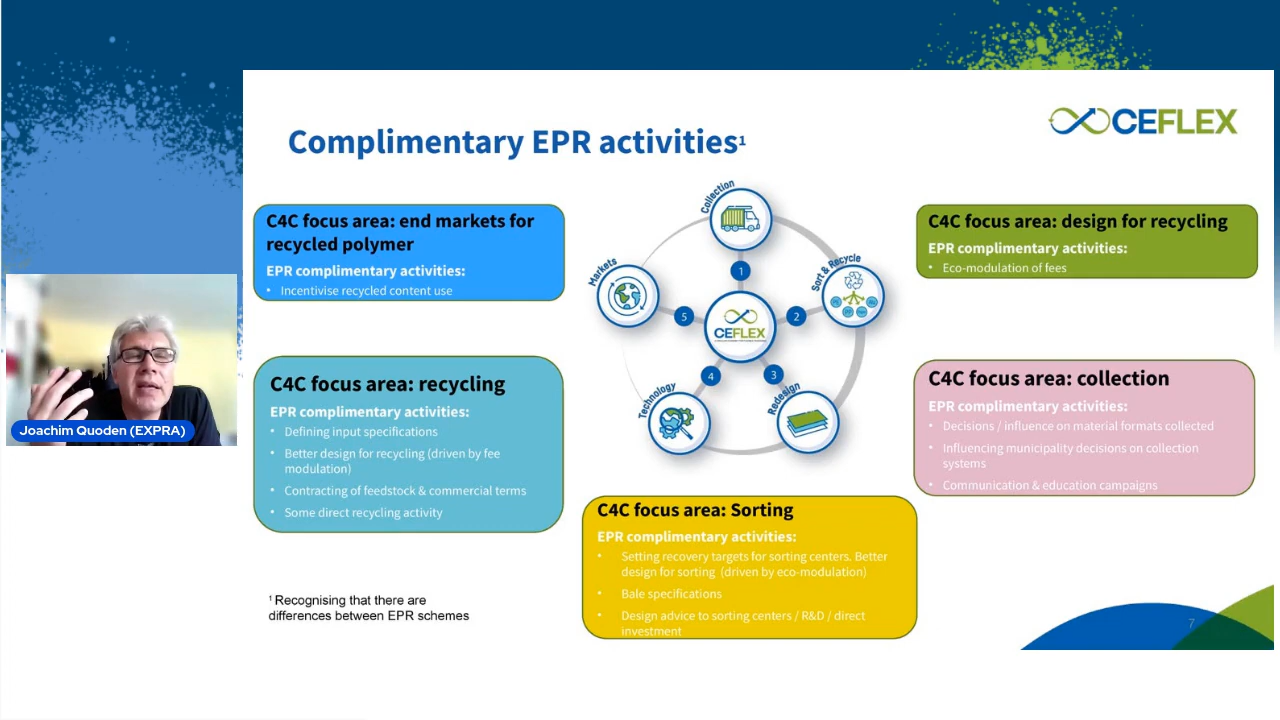 CEFLEX
Complimentary EPR activities¹
C4C focus area: end markets for
recycled polymer
EPR complimentary activities:
• Incentivise recycled content use
C4C focus area: recycling
EPR complimentary activities:
• Defining input specifications
• Better design for recycling (driven by fee
modulation)
• Contracting of feedstock & commercial terms
• Some direct recycling activity
Collection
Sort & Recycle
Redesign
Technology
Markets
1
2
3
4
5
CEFLEX
C4C focus area: design for recycling
EPR complimentary activities:
• Eco-modulation of fees
C4C focus area: collection
EPR complimentary activities:
• Decisions / influence on material formats collected
• Influencing municipality decisions on collection
systems
• Communication & education campaigns
C4C focus area: Sorting
EPR complimentary activities:
• Setting recovery targets for sorting centers. Better
design for sorting (driven by eco-modulation)
• Bale specifications
• Design advice to sorting centers / R&D / direct
investment
¹ Recognising that there are
differences between EPR schemes
7
Joachim Quoden (EXPRA)